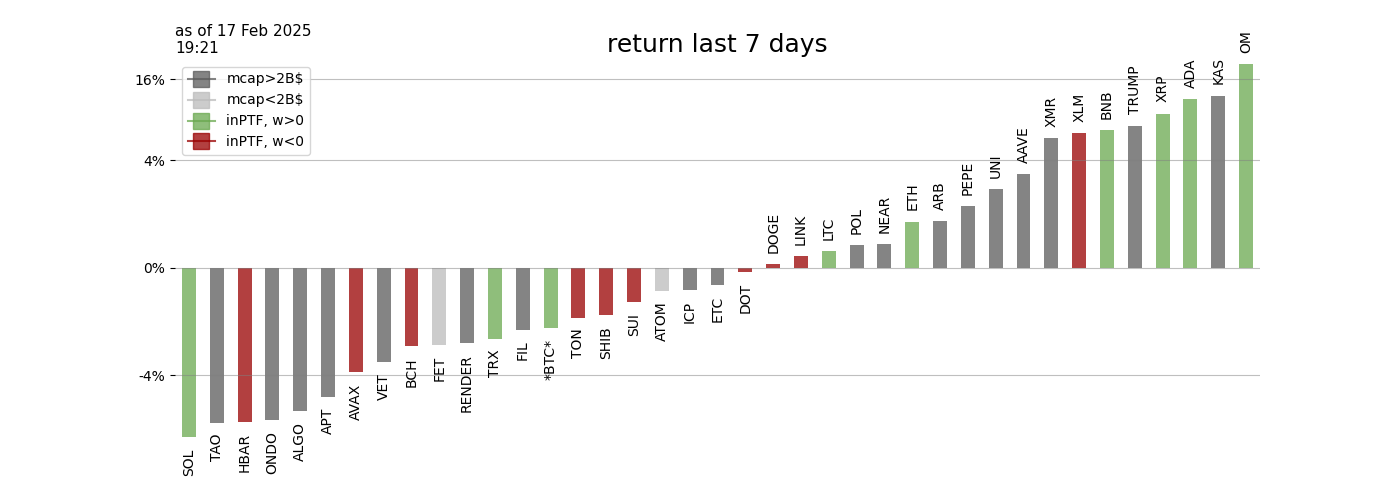 as of 17 Feb 2025
19:21
return last 7 days
mcap>2B$
mcap<2B$
inPTF, w>0
inPTF, w<0
16%
4%
0%
-4%
SOL
TAO
HBAR
ONDO
ALGO
APT
AVAX
VET
BCH
FET
RENDER
TRX
FIL
*BTC*
TON
SHIB
SUI
ATOM
ICP
ETC
DOT
DOGE
LINK
LTC
POL
NEAR
ETH
ARB
PEPE
UNI
AAVE
XMR
XLM
BNB
TRUMP
XRP
ADA
KAS
OM